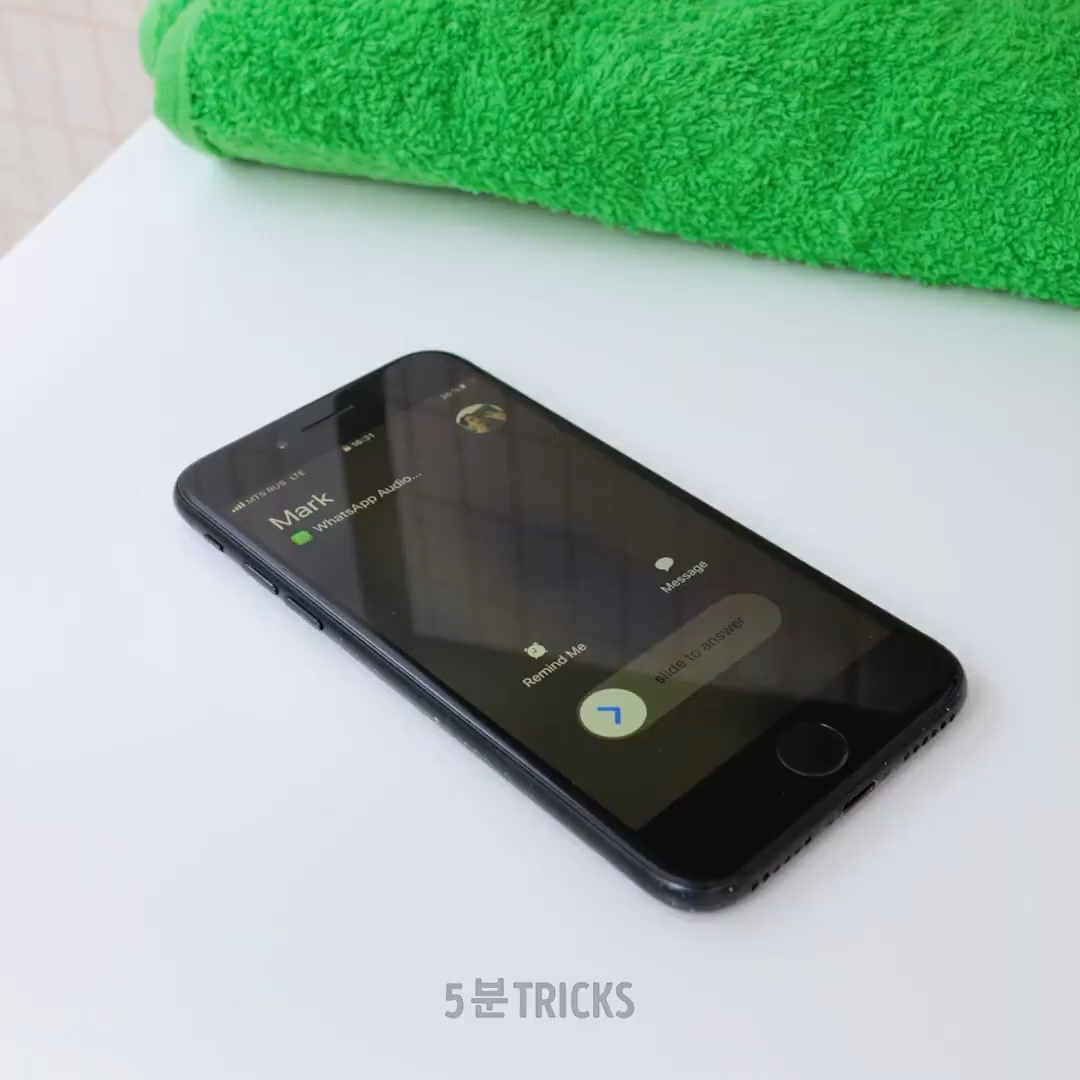 MTS RUS LTE
16:31
Mark
WhatsApp Audio...
Message
Remind Me
slide to answer
5분TRICKS